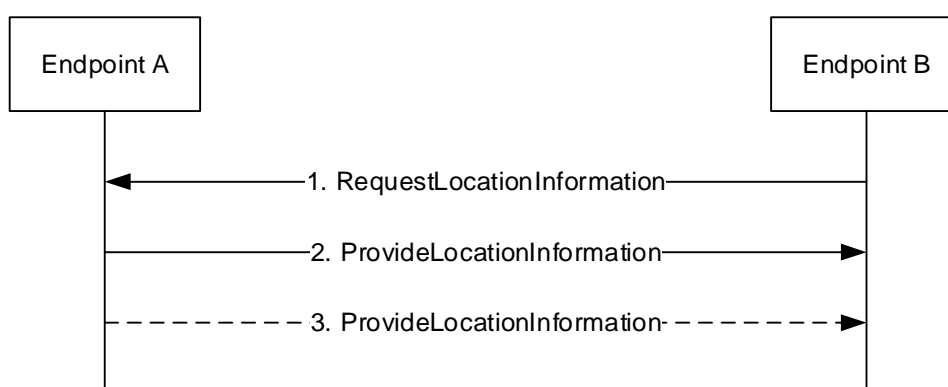 Endpoint A
Endpoint B
1. RequestLocationInformation
2. ProvideLocationInformation
3. ProvideLocationInformation